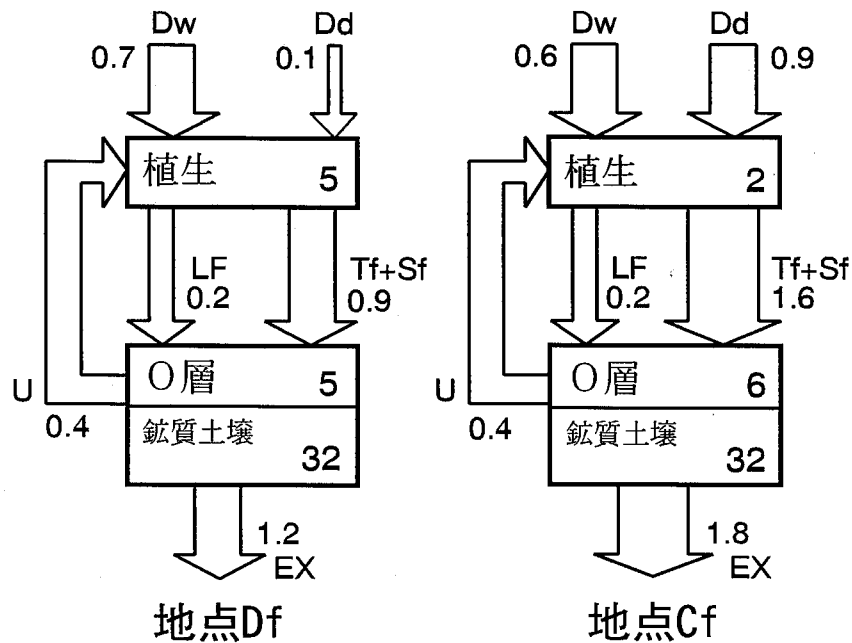 Dw Dd
0.7 0.1
植生 5
LF Tf+Sf
0.2 0.9
O層 5
U
0.4
鉱質土壌
32
1.2
EX
地点Df
Dw Dd
0.6 0.9
植生 2
LF Tf+Sf
0.2 1.6
O層 6
U
0.4
鉱質土壌
32
1.8
EX
地点Cf